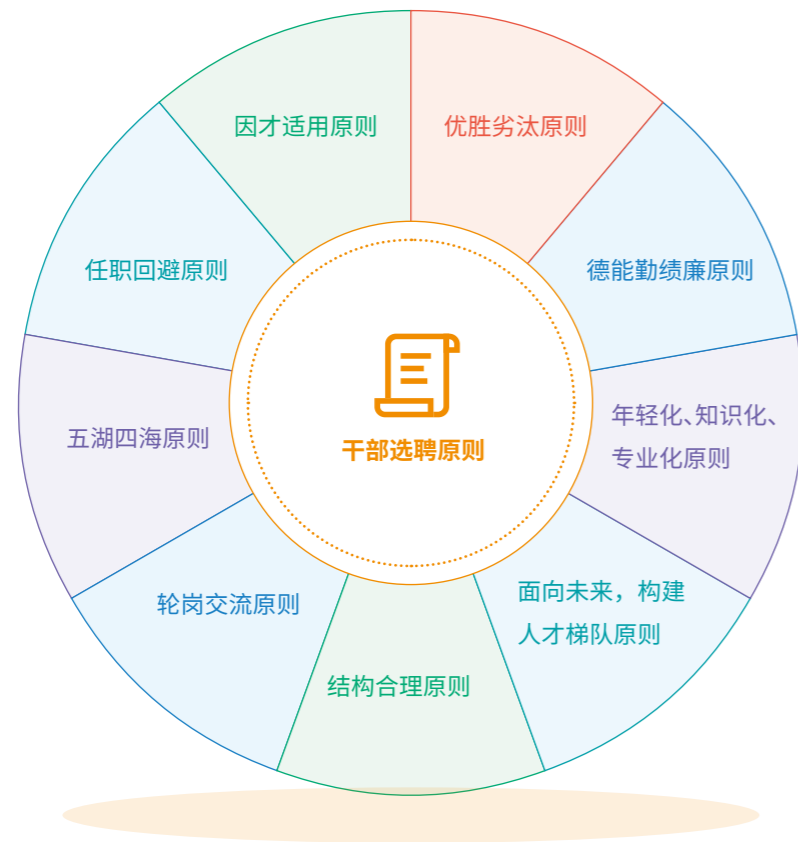 因才适用原则
优胜劣汰原则
任职回避原则
德能勤绩廉原则
干部选聘原则
年轻化、知识化、
专业化原则
五湖四海原则
轮岗交流原则
面向未来，构建
人才梯队原则
结构合理原则